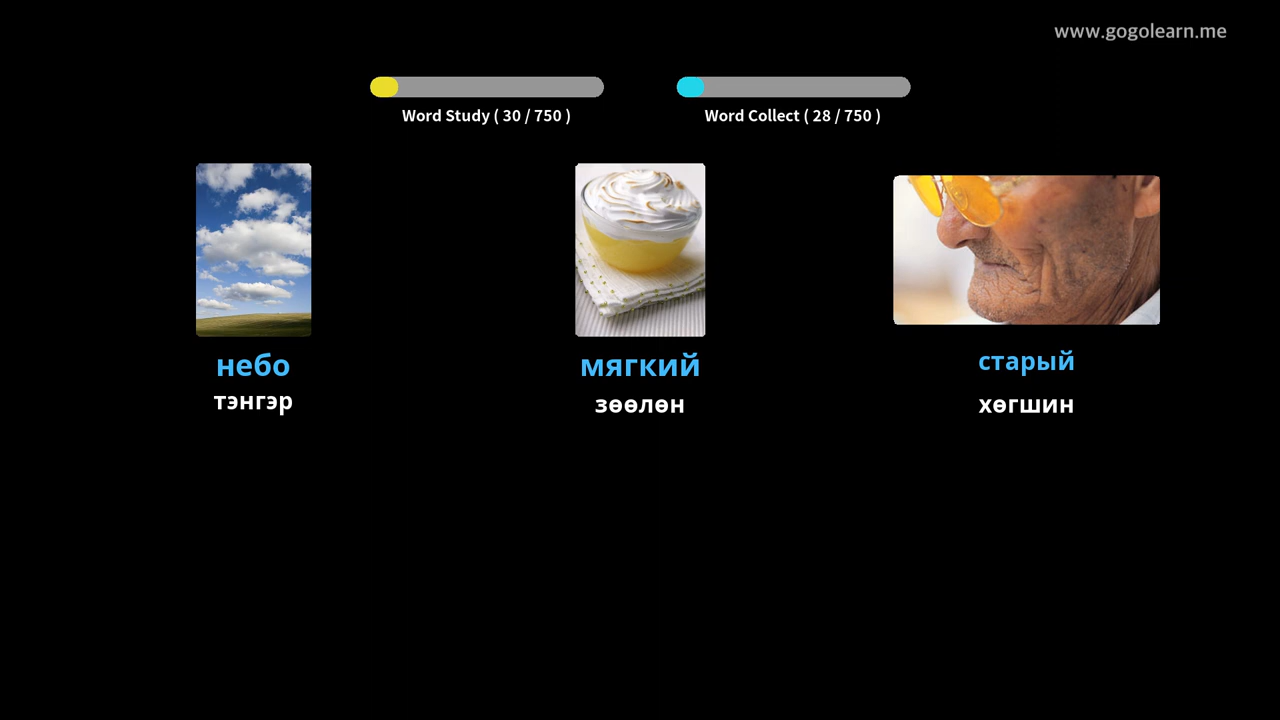 www.gogolearn.me
Word Study ( 30 / 750 )
Word Collect ( 28 / 750 )
небо
тэнгэр
мягкий
зөөлөн
старый
хөгшин